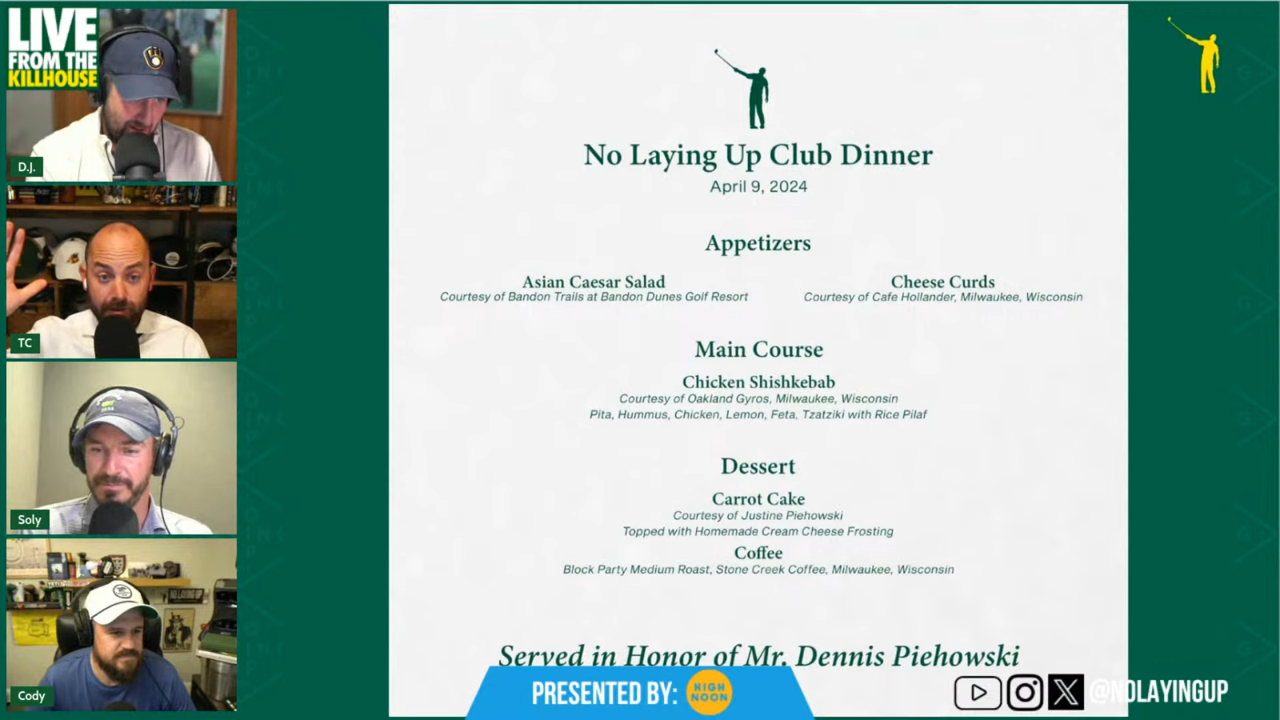 LIVE
FROM THE
KILLHOUSE
D.J.
TC
Soly
Cody
No Laying Up Club Dinner
April 9, 2024
Appetizers
Asian Caesar Salad
Courtesy of Bandon Trails at Bandon Dunes Golf Resort
Cheese Curds
Courtesy of Cafe Hollander, Milwaukee, Wisconsin
Main Course
Chicken Shishkebab
Courtesy of Oakland Gyros, Milwaukee, Wisconsin
Pita, Hummus, Chicken, Lemon, Feta, Tzatziki with Rice Pilaf
Dessert
Carrot Cake
Courtesy of Justine Piehowski
Topped with Homemade Cream Cheese Frosting
Coffee
Block Party Medium Roast, Stone Creek Coffee, Milwaukee, Wisconsin
Served in Honor of Mr. Dennis Piehowski
PRESENTED BY:
HIGH
NOON
@NOLAYINGUP
NO LAYING UP